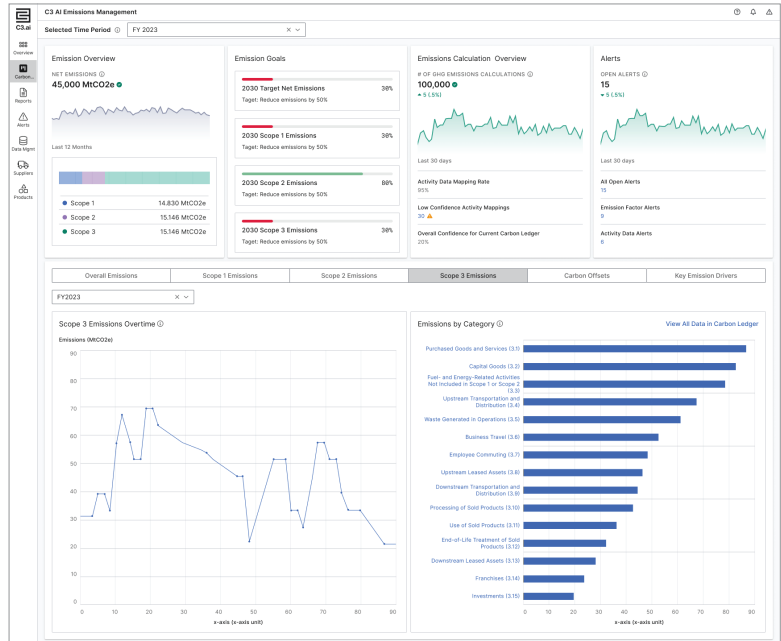 C3.ai
Overview
Carbon...
Reports
Alerts
Data Mgmt
Suppliers
Products
C3 AI Emissions Management
Selected Time Period
FY 2023
Emission Overview
NET EMISSIONS
45,000 MtCO2e
Last 12 Months
Scope 1 14.830 MtCO2e
Scope 2 15.146 MtCO2e
Scope 3 15.146 MtCO2e
Emission Goals
2030 Target Net Emissions 30%
Taget: Reduce emissions by 50%
2030 Scope 1 Emissions 30%
Taget: Reduce emissions by 50%
2030 Scope 2 Emissions 80%
Taget: Reduce emissions by 50%
2030 Scope 3 Emissions 30%
Taget: Reduce emissions by 50%
Emissions Calculation Overview
# OF GHG EMISSIONS CALCULATIONS
100,000
5 (.5%)
Last 30 days
Activity Data Mapping Rate
95%
Low Confidence Activity Mappings
30
Overall Confidence for Current Carbon Ledger
20%
Alerts
OPEN ALERTS
15
5 (.5%)
Last 30 days
All Open Alerts
15
Emission Factor Alerts
9
Activity Data Alerts
6
Overall Emissions
Scope 1 Emissions
Scope 2 Emissions
Scope 3 Emissions
Carbon Offsets
Key Emission Drivers
FY2023
Scope 3 Emissions Overtime
Emissions (MtCO2e)
90
80
70
60
50
40
30
20
10
0
0 10 20 30 40 50 60 70 80 90
x-axis (x-axis unit)
Emissions by Category
View All Data in Carbon Ledger
Purchased Goods and Services (3.1)
Capital Goods (3.2)
Fuel- and Energy-Related Activities
Not Included in Scope 1 or Scope 2
(3.3)
Upstream Transportation and
Distribution (3.4)
Waste Generated in Operations (3.5)
Business Travel (3.6)
Employee Commuting (3.7)
Upstream Leased Assets (3.8)
Downstream Transportation and
Distribution (3.9)
Processing of Sold Products (3.10)
Use of Sold Products (3.11)
End-of-Life Treatment of Sold
Products (3.12)
Downstream Leased Assets (3.13)
Franchises (3.14)
Investments (3.15)
0 10 20 30 40 50 60 70 80 90
x-axis (x-axis unit)